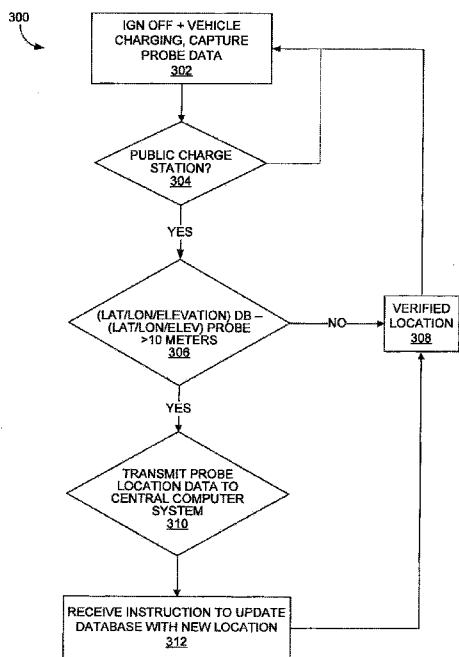 300
IGN OFF + VEHICLE
CHARGING, CAPTURE
PROBE DATA
302
PUBLIC CHARGE
STATION?
304
YES
(LAT/LON/ELEVATION) DB –
(LAT/LON/ELEV) PROBE
>10 METERS
306
NO
VERIFIED
LOCATION
308
YES
TRANSMIT PROBE
LOCATION DATA TO
CENTRAL COMPUTER
SYSTEM
310
RECEIVE INSTRUCTION TO UPDATE
DATABASE WITH NEW LOCATION
312